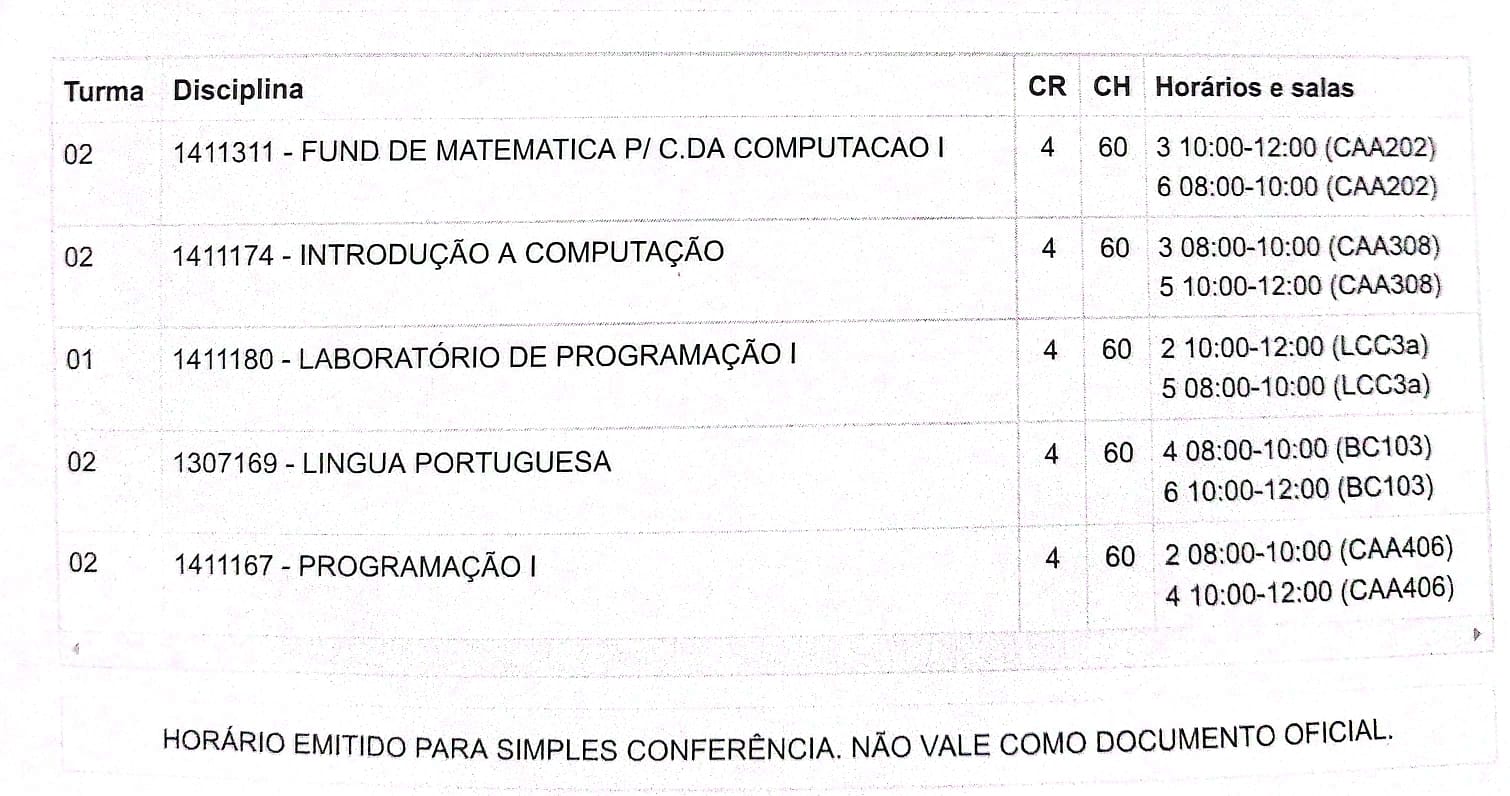 Turma Disciplina CR CH Horários e salas
02 1411311 - FUND DE MATEMATICA P/ C.DA COMPUTACAO I 4 60 3 10:00-12:00 (CAA202)
6 08:00-10:00 (CAA202)
02 1411174 - INTRODUÇÃO A COMPUTAÇÃO 4 60 3 08:00-10:00 (CAA308)
5 10:00-12:00 (CAA308)
01 1411180 - LABORATÓRIO DE PROGRAMAÇÃO I 4 60 2 10:00-12:00 (LCC3a)
5 08:00-10:00 (LCC3a)
02 1307169 - LINGUA PORTUGUESA 4 60 4 08:00-10:00 (BC103)
6 10:00-12:00 (BC103)
02 1411167 - PROGRAMAÇÃO I 4 60 2 08:00-10:00 (CAA406)
4 10:00-12:00 (CAA406)
HORÁRIO EMITIDO PARA SIMPLES CONFERÊNCIA. NÃO VALE COMO DOCUMENTO OFICIAL.